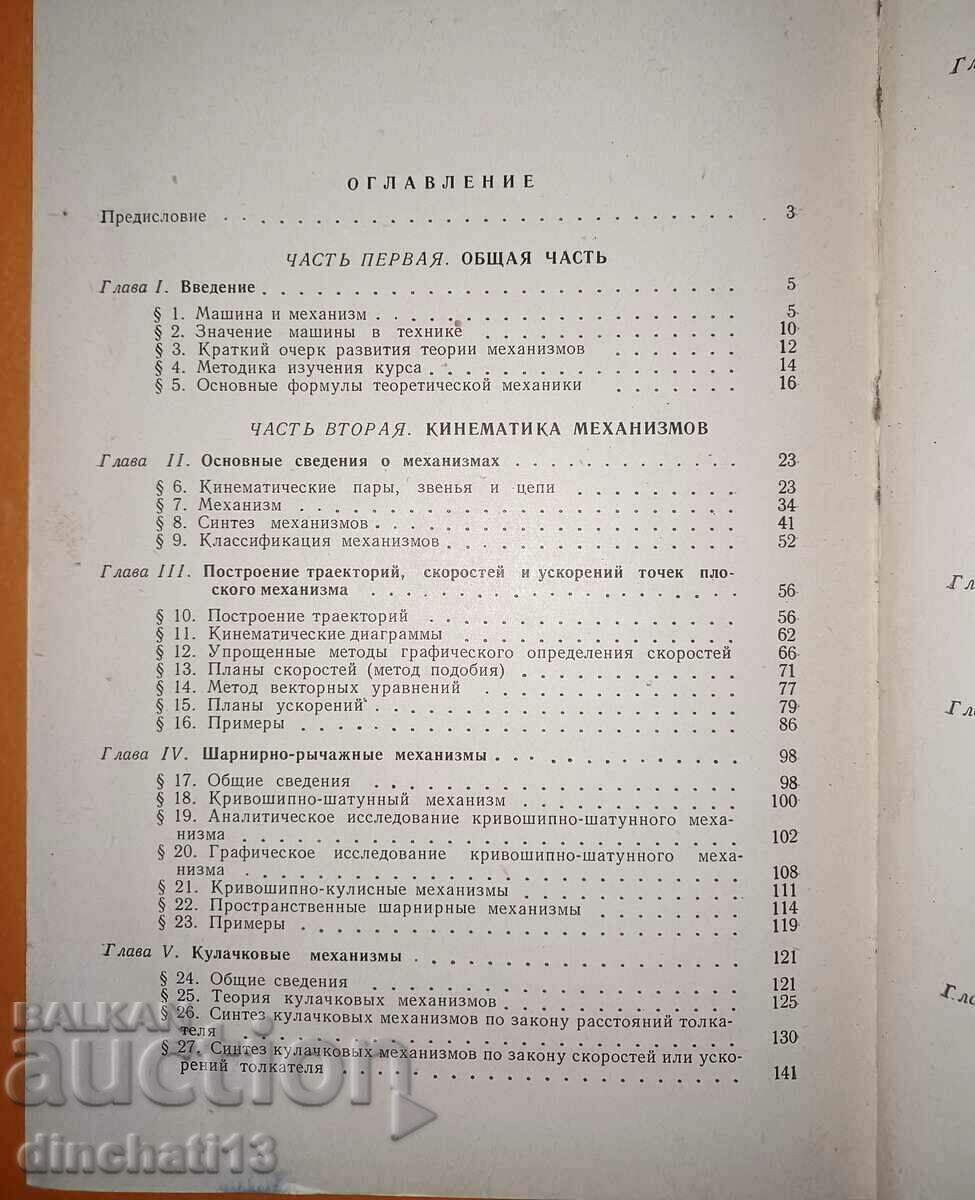 ОГЛАВЛЕНИЕ
Предисловие 3
ЧАСТЬ ПЕРВАЯ. ОБЩАЯ ЧАСТЬ
Глава I. Введение 5
§ 1. Машина и механизм 5
§ 2. Значение машины в технике 10
§ 3. Краткий очерк развития теории механизмов 12
§ 4. Методика изучения курса 14
§ 5. Основные формулы теоретической механики 16
ЧАСТЬ ВТОРАЯ. КИНЕМАТИКА МЕХАНИЗМОВ
Глава II. Основные сведения о механизмах 23
§ 6. Кинематические пары, звенья и цепи 23
§ 7. Механизм 34
§ 8. Синтез механизмов 41
§ 9. Классификация механизмов 52
Глава III. Построение траекторий, скоростей и ускорений точек пло-
ского механизма 56
§ 10. Построение траекторий 56
§ 11. Кинематические диаграммы 62
§ 12. Упрощенные методы графического определения скоростей 66
§ 13. Планы скоростей (метод подобия) 71
§ 14. Метод векторных уравнений 77
§ 15. Планы ускорений 79
§ 16. Примеры 86
Глава IV. Шарнирно-рычажные механизмы 98
§ 17. Общие сведения 98
§ 18. Кривошипно-шатунный механизм 100
§ 19. Аналитическое исследование кривошипно-шатунного меха-
низма 102
§ 20. Графическое исследование кривошипно-шатунного меха-
низма 108
§ 21. Кривошипно-кулисные механизмы 111
§ 22. Пространственные шарнирные механизмы 114
§ 23. Примеры 119
Глава V. Кулачковые механизмы 121
§ 24. Общие сведения 121
§ 25. Теория кулачковых механизмов 125
§ 26. Синтез кулачковых механизмов по закону расстояний толка-
теля 130
§ 27. Синтез кулачковых механизмов по закону скоростей или уско-
рений толкателя 141
BALKAN
auction
dinchati13